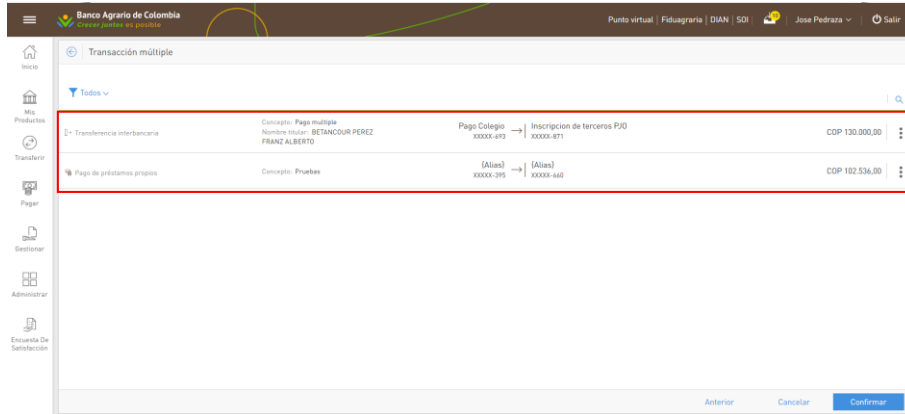 Banco Agrario de Colombia
Crecer juntos es posible
Punto virtual | Fiduagraria | DIAN | SOI | Jose Pedraza Salir
Inicio
Mis Productos
Transferir
Pagar
Gestionar
Administrar
Encuesta De Satisfacción
Transacción múltiple
Todos
Transferencia interbancaria
Concepto: Pago multiple
Nombre titular: BETANCOUR PEREZ
FRANZ ALBERTO
Pago Colegio → Inscripcion de terceros PJO
XXXXX-693 XXXXX-871
COP 130.000,00
Pago de préstamos propios
Concepto: Pruebas
{Alias} → {Alias}
XXXXX-395 XXXXX-660
COP 102.536,00
Anterior Cancelar Confirmar